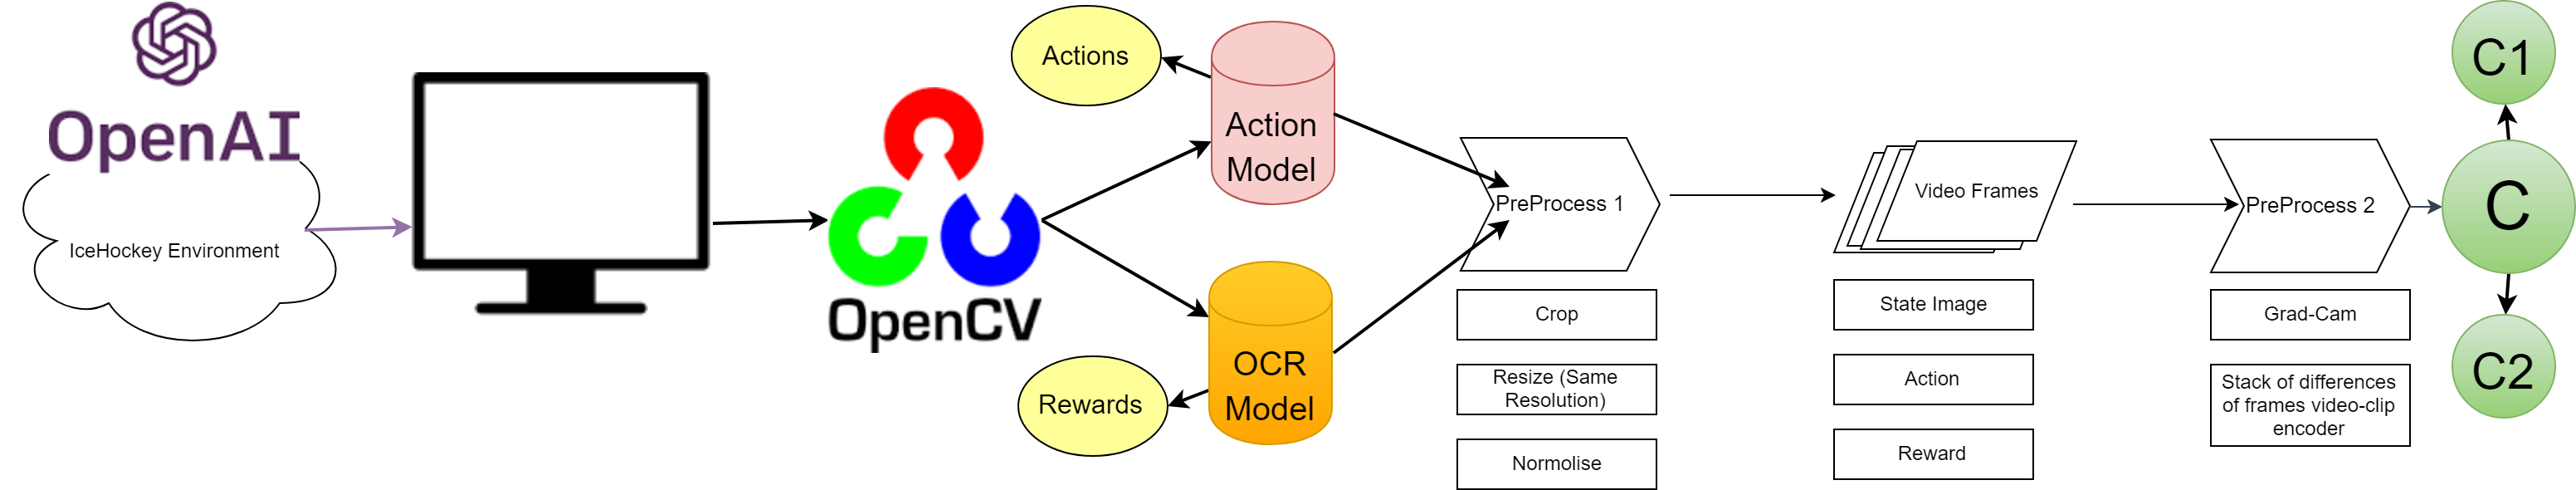 OpenAI
IceHockey Environment
OpenCV
Actions
Action
Model
Rewards
OCR
Model
PreProcess 1
Crop
Resize (Same
Resolution)
Normolise
Video Frames
State Image
Action
Reward
PreProcess 2
Grad-Cam
Stack of differences
of frames video-clip
encoder
C1
C
C2